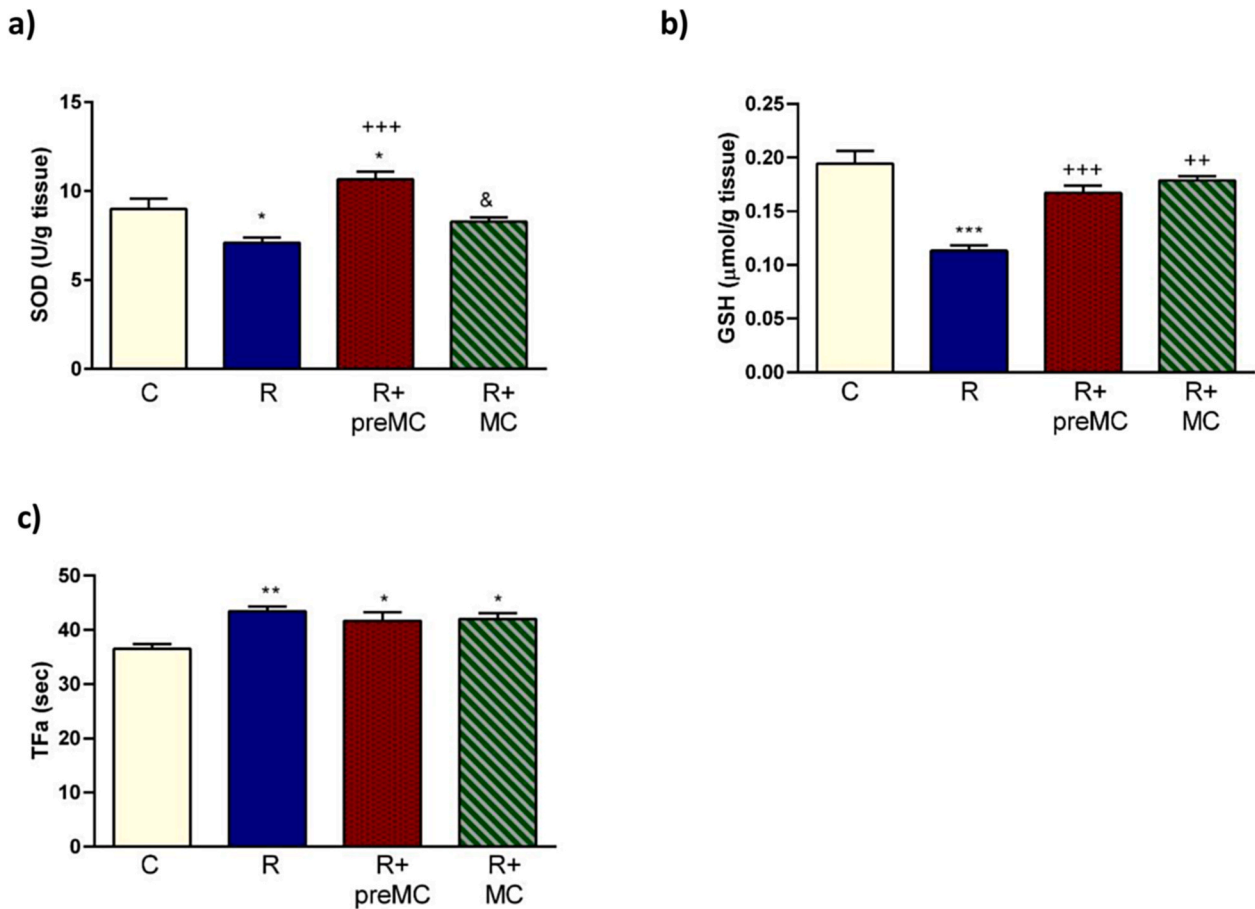 a)
SOD (U/g tissue)
15
10
5
0
*
+++
*
&
C
R
R+
preMC
R+
MC
b)
GSH (μmol/g tissue)
0.25
0.20
0.15
0.10
0.05
0.00
***
+++
++
C
R
R+
preMC
R+
MC
c)
TFa (sec)
50
40
30
20
10
0
**
*
*
C
R
R+
preMC
R+
MC